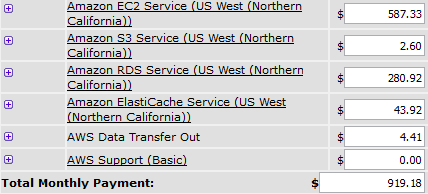 Amazon EC2 Service (US West (Northern California)) $ 587.33
Amazon S3 Service (US West (Northern California)) $ 2.60
Amazon RDS Service (US West (Northern California)) $ 280.92
Amazon ElastiCache Service (US West (Northern California)) $ 43.92
AWS Data Transfer Out $ 4.41
AWS Support (Basic) $ 0.00
Total Monthly Payment: $ 919.18